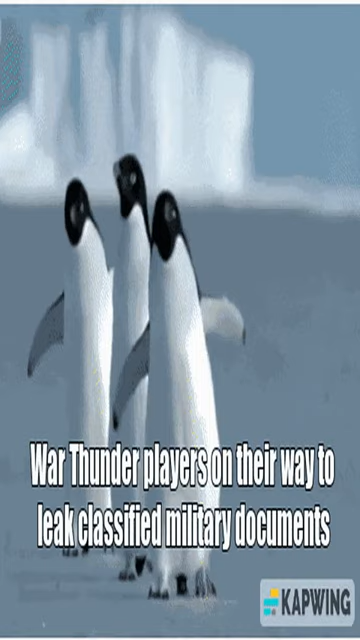 War Thunder players on their way to
leak classified military documents
KAPWING